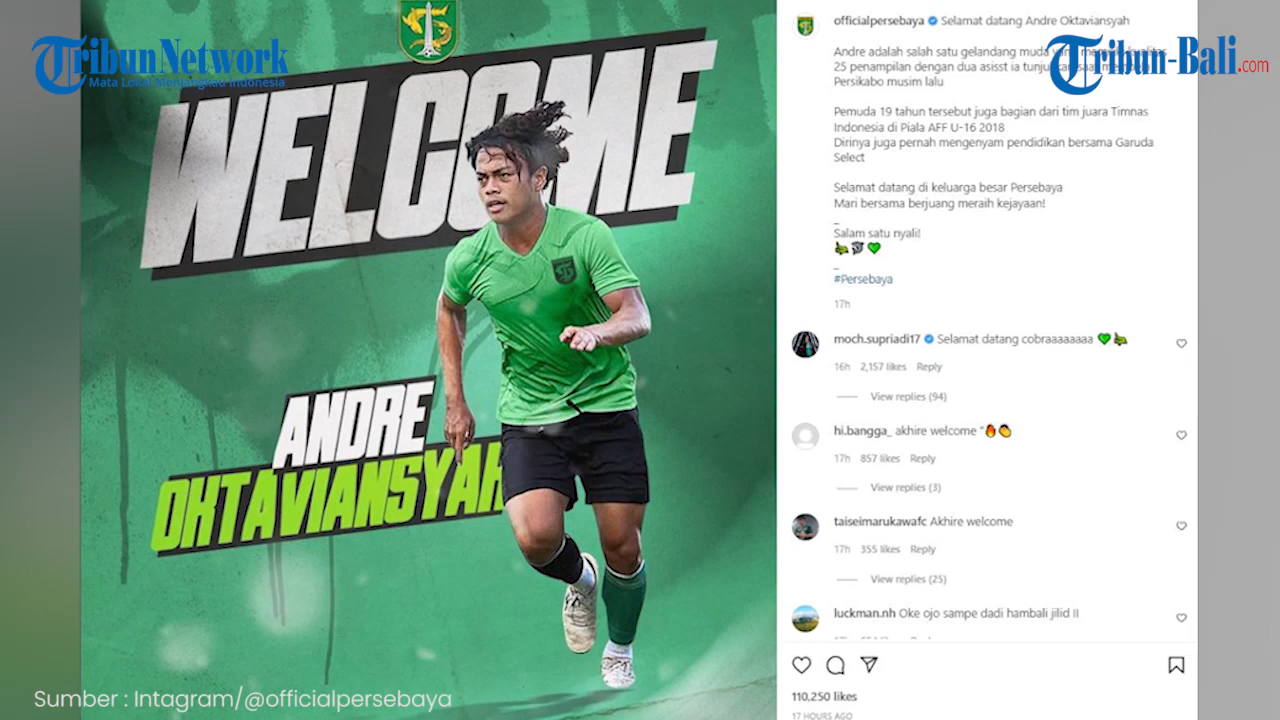 TribunNetwork
Mata Lokal Menjangkau Indonesia
WELCOME
ANDRE
OKTAVIANSYAH
Sumber : Intagram/@officialpersebaya
Tribun-Bali.com
officialpersebaya Selamat datang Andre Oktaviansyah
Andre adalah salah satu gelandang muda
25 penampilan dengan dua asisst ia
Persikabo musim lalu
Pemuda 19 tahun tersebut juga bagian dari tim juara Timnas
Indonesia di Piala AFF U-16 2018
Dirinya juga pernah mengenyam pendidikan bersama Garuda
Select
Selamat datang di keluarga besar Persebaya
Mari bersama berjuang meraih kejayaan!
_
Salam satu nyali!
🐊🦈💚
_
#Persebaya
17h
moch.supriadi17 Selamat datang cobraaaaaaaa 💚🐊
16h 2,157 likes Reply
View replies (94)
hi.bangga_ akhire welcome "🔥👏
17h 857 likes Reply
View replies (3)
taiseimarukawafc Akhire welcome
17h 355 likes Reply
View replies (25)
luckman.nh Oke ojo sampe dadi hambali jilid II
110,250 likes
17 HOURS AGO